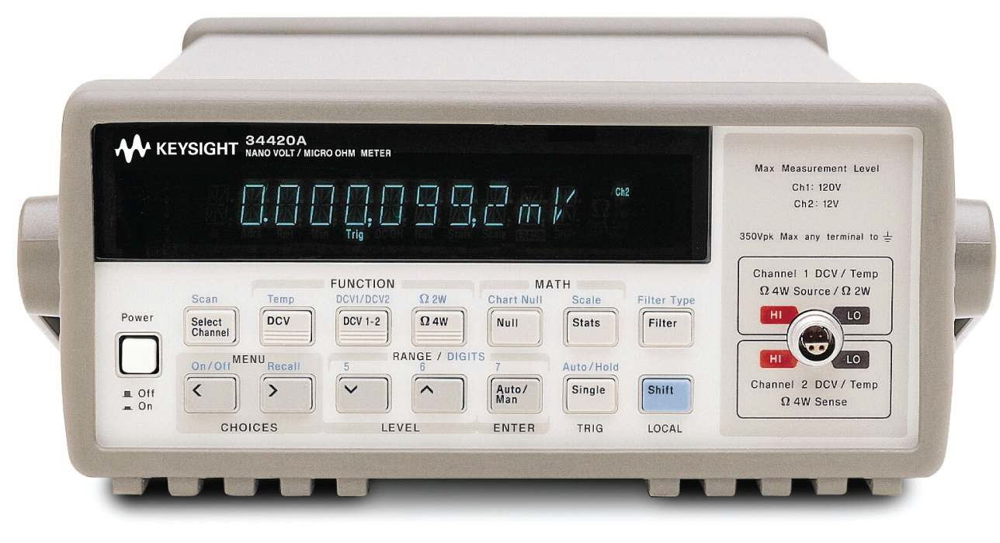 KEYSIGHT 34420A
NANO VOLT / MICRO OHM METER
0.000,099,2 mV
Ch2
Trig
Max Measurement Level
Ch1: 120V
Ch2: 12V
350Vpk Max any terminal to ⏚
Channel 1 DCV / Temp
Ω 4W Source / Ω 2W
HI LO
HI LO
Channel 2 DCV / Temp
Ω 4W Sense
FUNCTION MATH
Scan Temp DCV1/DCV2 Ω 2W Chart Null Scale Filter Type
Power
Select Channel DCV DCV 1-2 Ω 4W Null Stats Filter
MENU RANGE / DIGITS
On/Off Recall 5 6 7 Auto/Hold
< > ∨ ∧ Auto/ Man Single Shift
Off
On
CHOICES LEVEL ENTER TRIG LOCAL